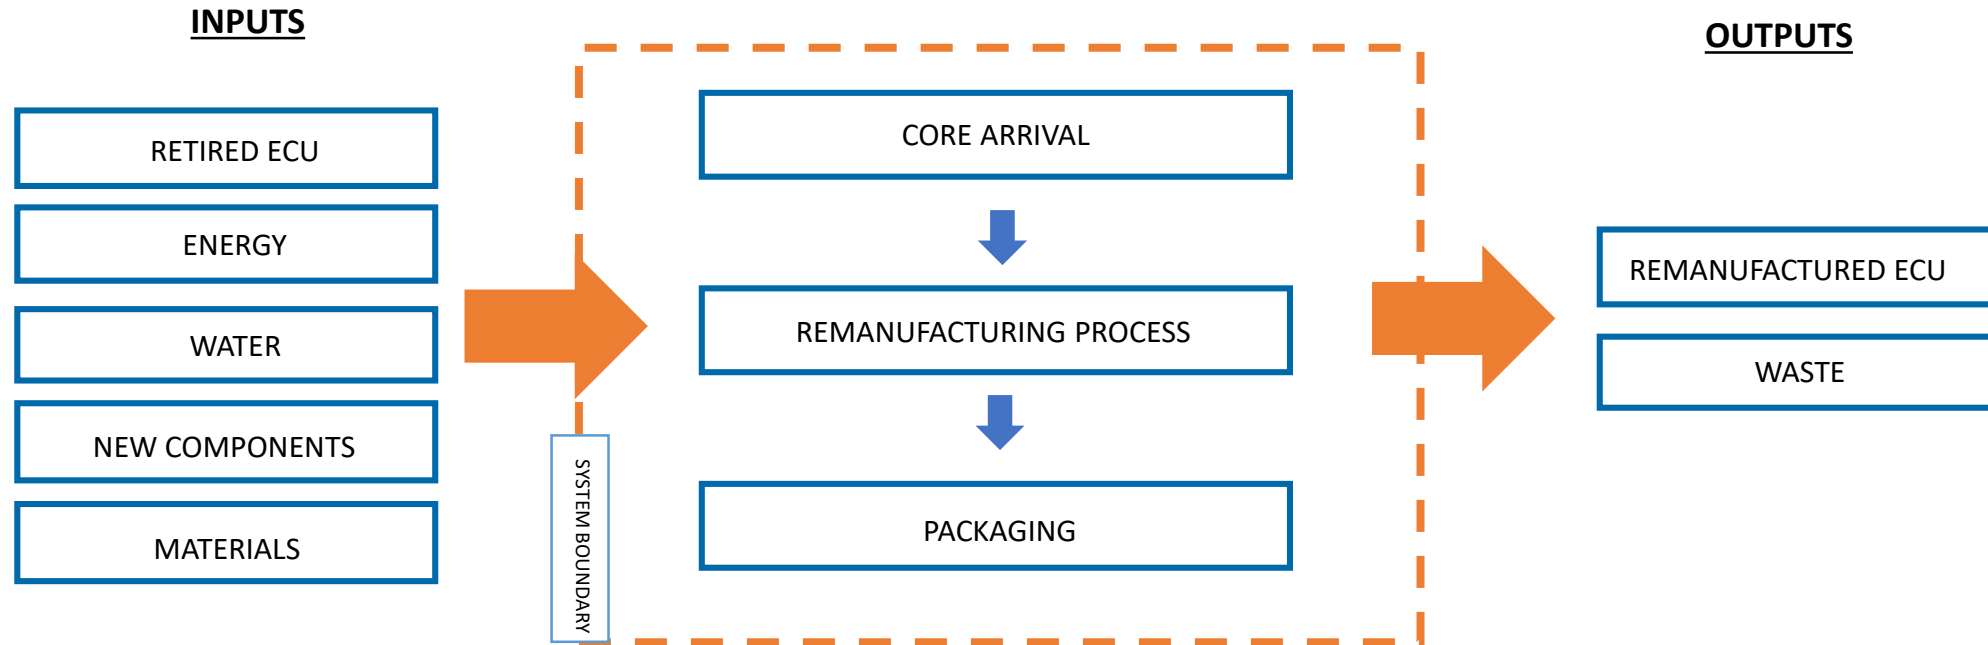 INPUTS
RETIRED ECU
ENERGY
WATER
NEW COMPONENTS
MATERIALS
SYSTEM BOUNDARY
CORE ARRIVAL
REMANUFACTURING PROCESS
PACKAGING
OUTPUTS
REMANUFACTURED ECU
WASTE